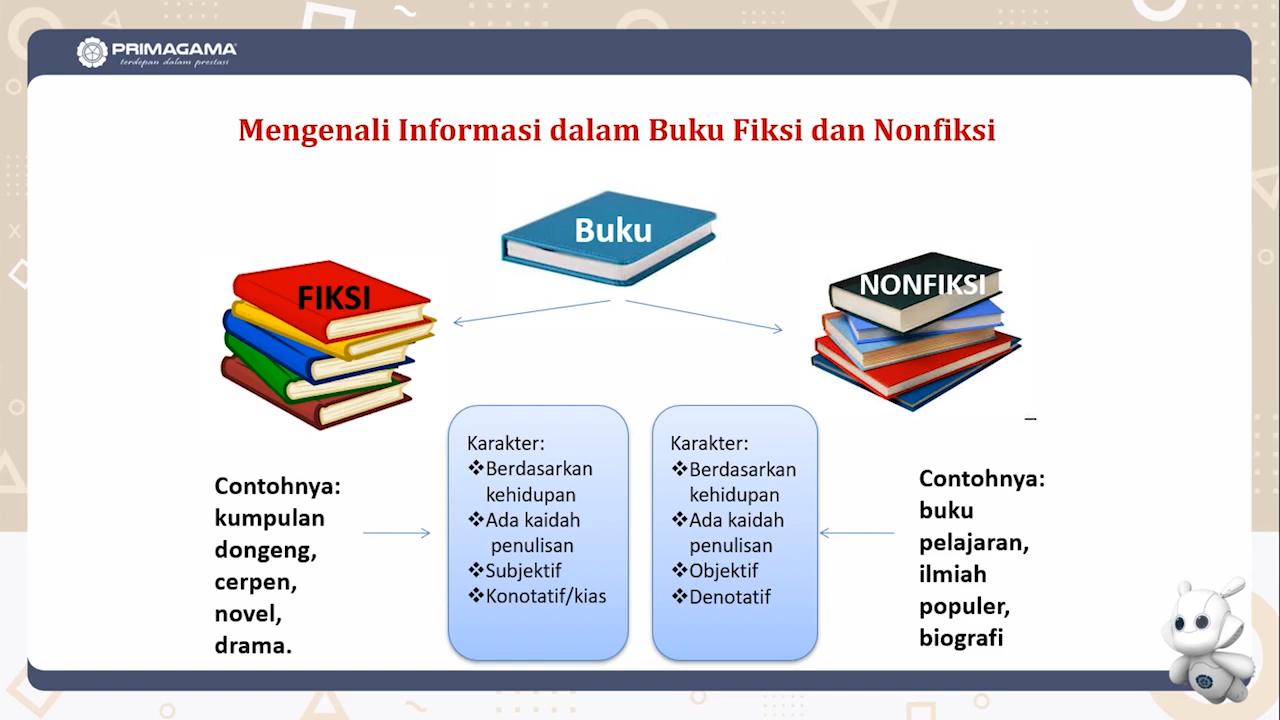 PRIMAGAMA
terdepan dalam prestasi
Mengenali Informasi dalam Buku Fiksi dan Nonfiksi
Buku
FIKSI
NONFIKSI
Contohnya:
kumpulan
dongeng,
cerpen,
novel,
drama.
Karakter:
❖Berdasarkan
kehidupan
❖Ada kaidah
penulisan
❖Subjektif
❖Konotatif/kias
Karakter:
❖Berdasarkan
kehidupan
❖Ada kaidah
penulisan
❖Objektif
❖Denotatif
Contohnya:
buku
pelajaran,
ilmiah
populer,
biografi